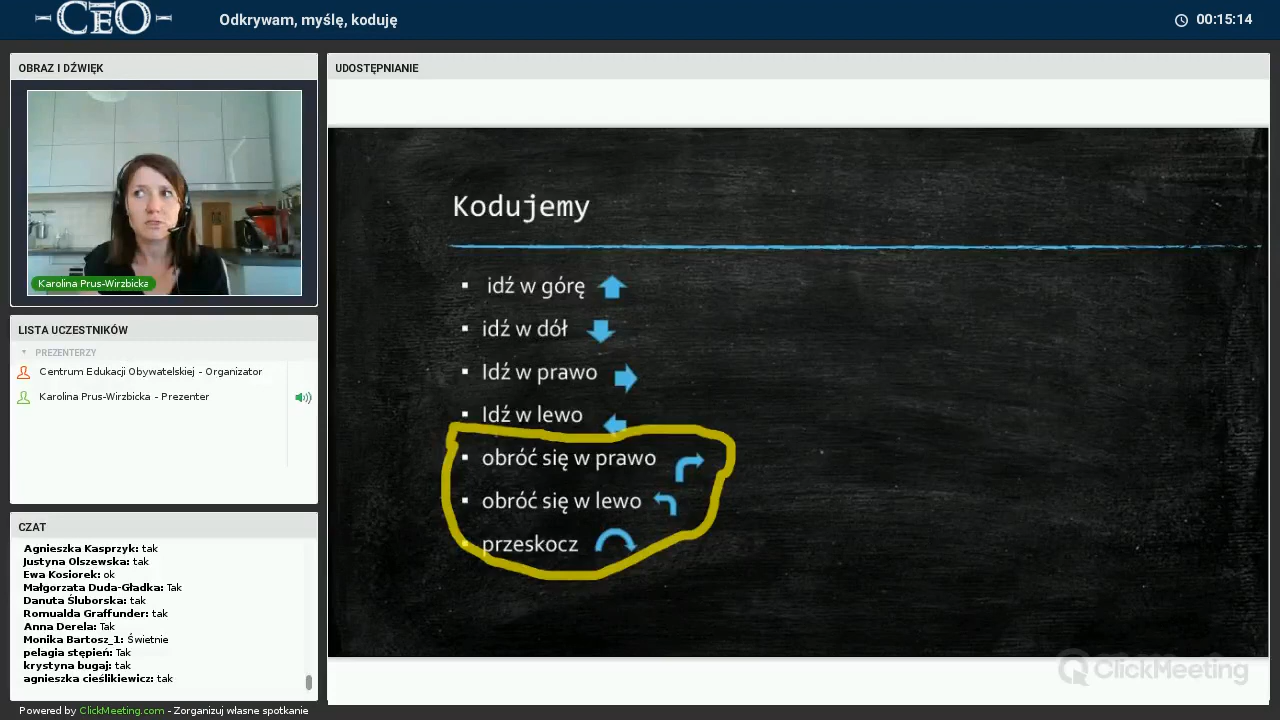 CEO
Odkrywam, myślę, koduję
00:15:14
OBRAZ I DŹWIĘK
Karolina Prus-Wirzbicka
LISTA UCZESTNIKÓW
PREZENTERZY
Centrum Edukacji Obywatelskiej - Organizator
Karolina Prus-Wirzbicka - Prezenter
CZAT
Agnieszka Kasprzyk: tak
Justyna Olszewska: tak
Ewa Kosiorek: ok
Małgorzata Duda-Gładka: Tak
Danuta Śluborska: tak
Romualda Graffunder: tak
Anna Derela: Tak
Monika Bartosz_1: Świetnie
pelagia stępień: Tak
krystyna bugaj: tak
agnieszka cieślikiewicz: tak
Powered by ClickMeeting.com - Zorganizuj własne spotkanie
UDOSTĘPNIANIE
Kodujemy
idź w górę
idź w dół
Idź w prawo
Idź w lewo
obróć się w prawo
obróć się w lewo
przeskocz
ClickMeeting